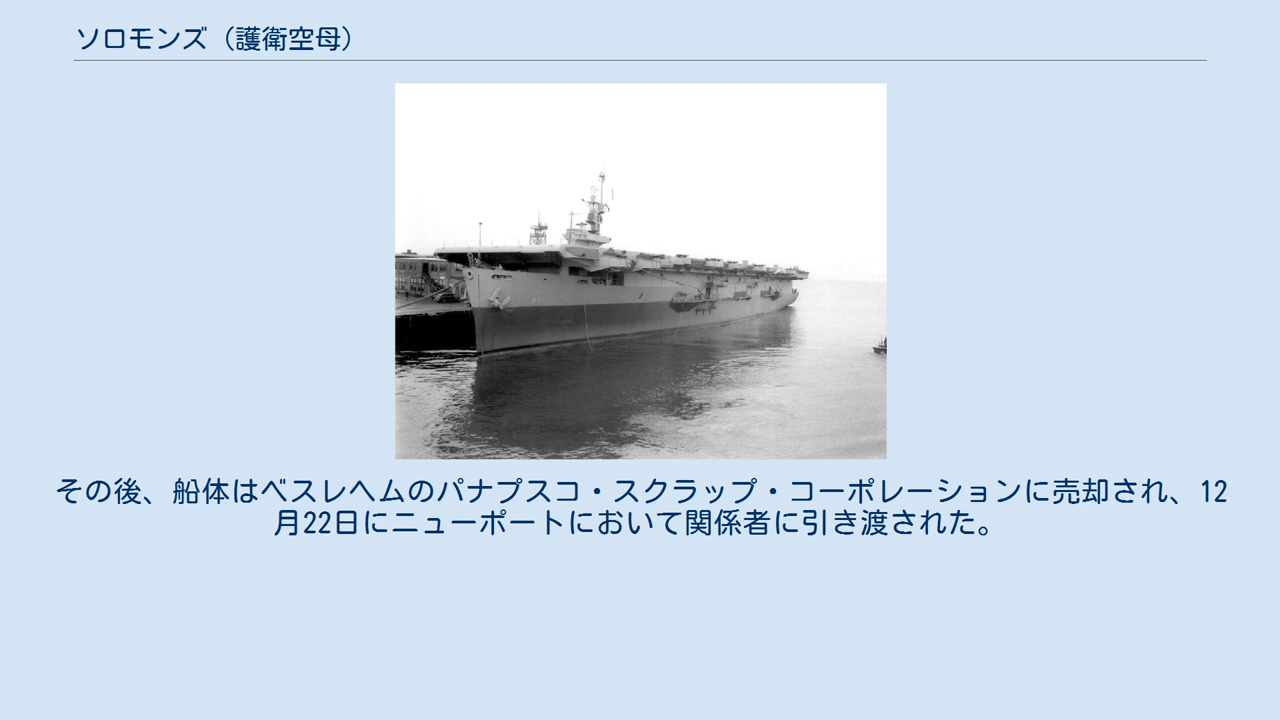 ソロモンズ（護衛空母）
その後、船体はベスレヘムのパナプスコ・スクラップ・コーポレーションに売却され、12
月22日にニューポートにおいて関係者に引き渡された。